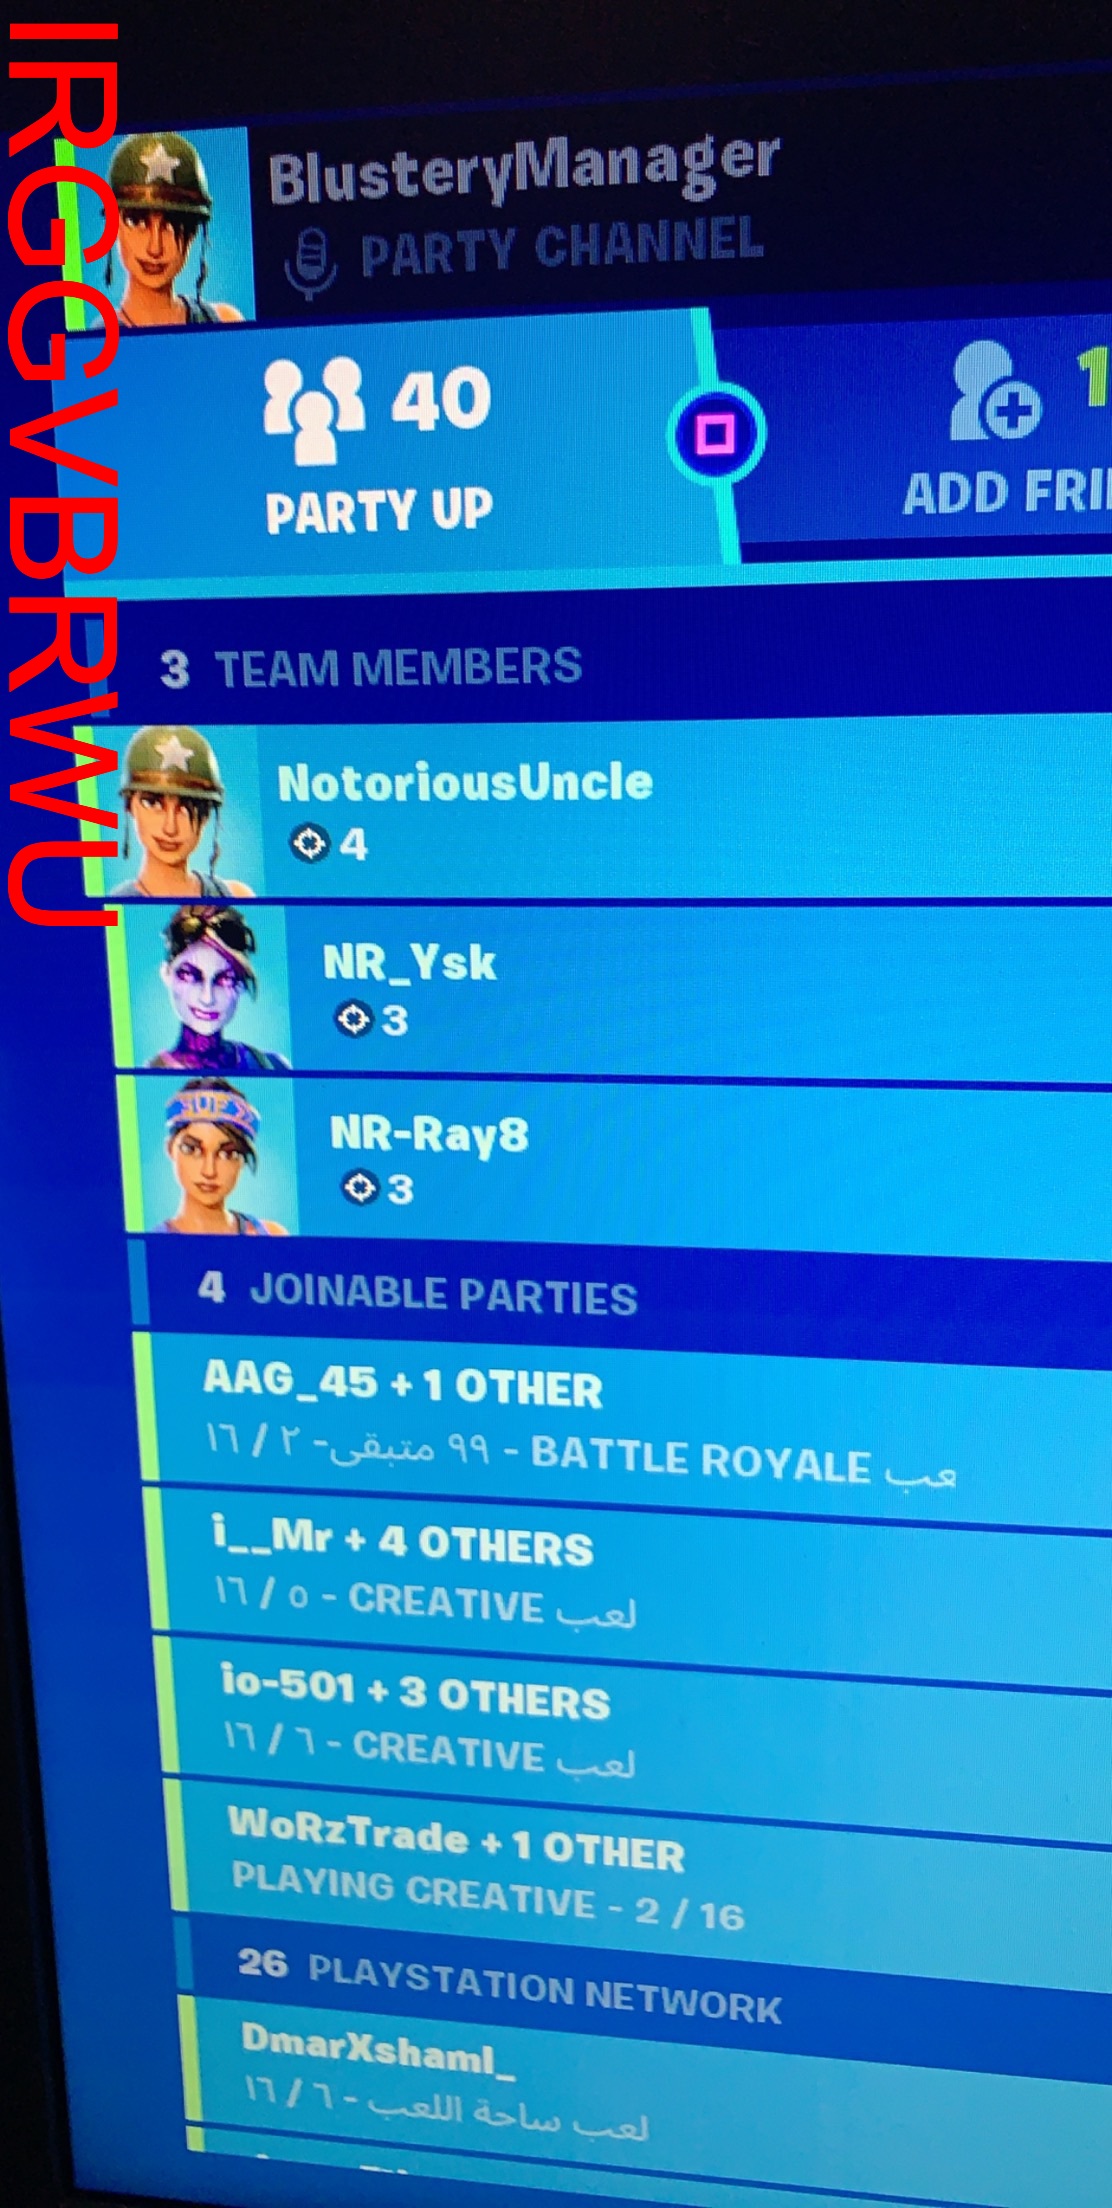 IRGGVBRWU
BlusteryManager
PARTY CHANNEL
40
PARTY UP
1
ADD
3 TEAM MEMBERS
NotoriousUncle
4
NR_Ysk
3
NR-Ray8
3
4 JOINABLE PARTIES
AAG_45 + 1 OTHER
١٦ / ٢ -متبقى ٩٩ - BATTLE ROYALE عب
i__Mr + 4 OTHERS
١٦ / ٥ - CREATIVE لعب
io-501 + 3 OTHERS
١٦ / ٦ - CREATIVE لعب
WoRzTrade + 1 OTHER
PLAYING CREATIVE - 2 / 16
26 PLAYSTATION NETWORK
DmarXshaml_
لعب ساحة اللعب - ٦ / ١٦